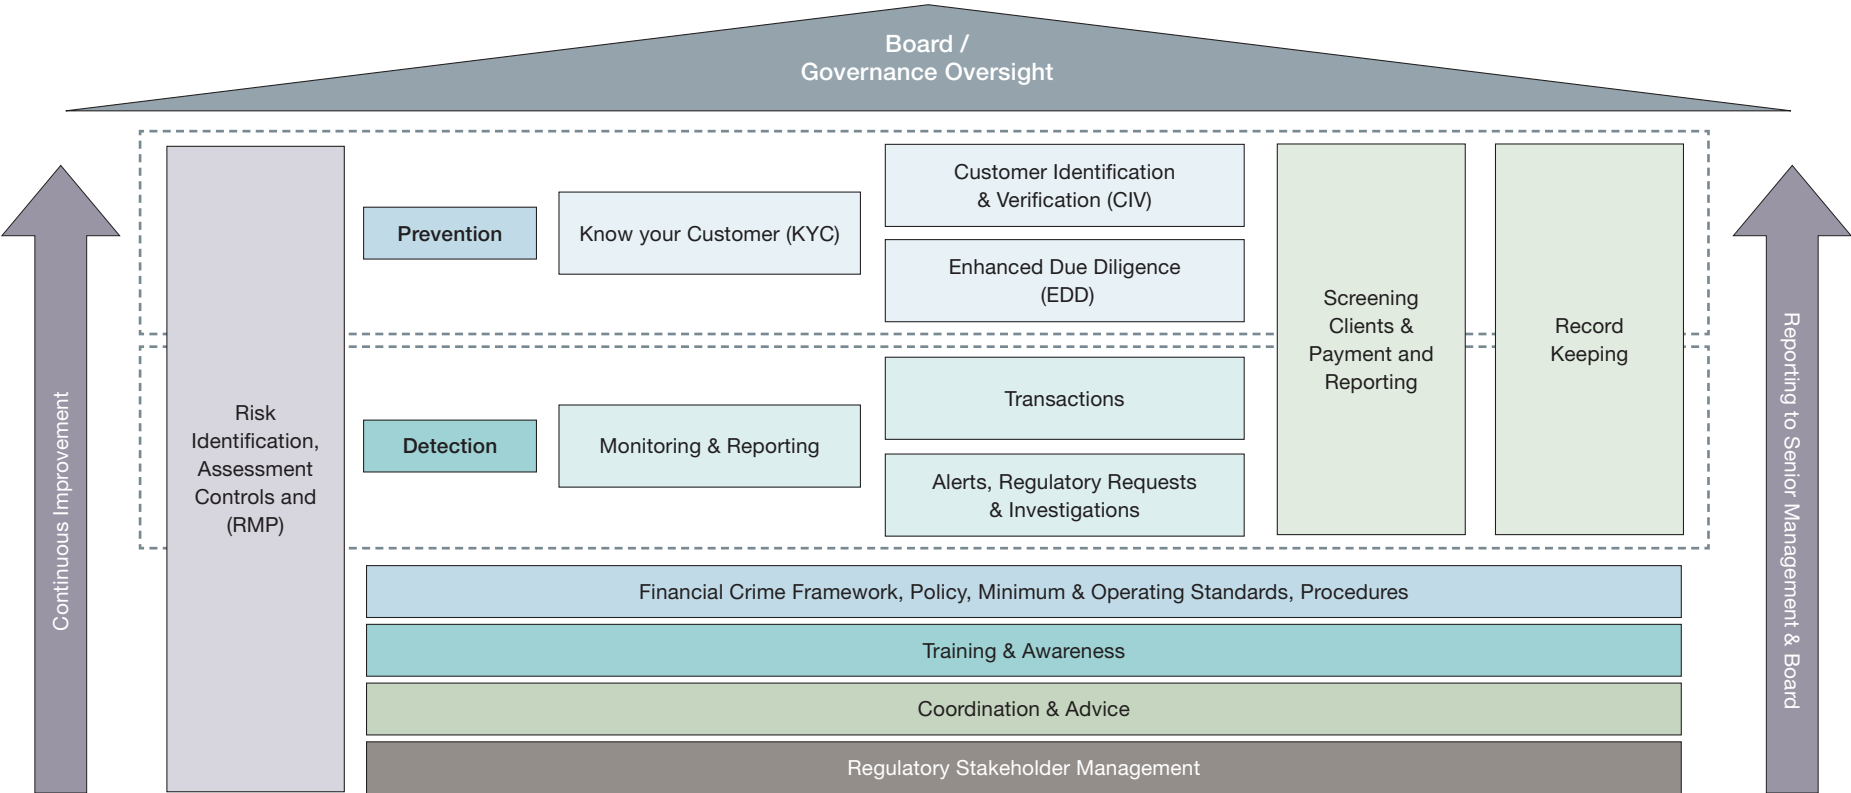 Board /
Governance Oversight
Continuous Improvement
Risk
Identification,
Assessment
Controls and
(RMP)
Prevention
Know your Customer (KYC)
Customer Identification
& Verification (CIV)
Enhanced Due Diligence
(EDD)
Detection
Monitoring & Reporting
Transactions
Alerts, Regulatory Requests
& Investigations
Screening
Clients &
Payment and
Reporting
Record
Keeping
Reporting to Senior Management & Board
Financial Crime Framework, Policy, Minimum & Operating Standards, Procedures
Training & Awareness
Coordination & Advice
Regulatory Stakeholder Management